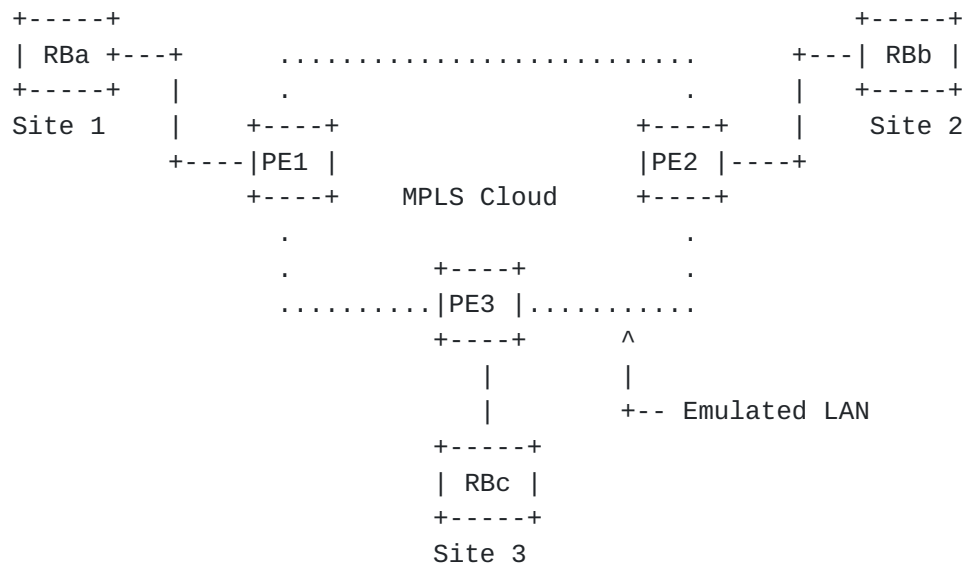 +-----+                                                         +-----+
| RBa +---+      ............................      +---| RBb |
+-----+   |      .                          .      |   +-----+
Site 1    |    +----+                   +----+     |    Site 2
          +----|PE1 |                   |PE2 |----+
               +----+    MPLS Cloud     +----+
                 .                          .
                 .         +----+           .
                 ..........|PE3 |...........
                           +----+      ^
                              |        |
                              |        +-- Emulated LAN
                           +-----+
                           | RBc |
                           +-----+
                           Site 3